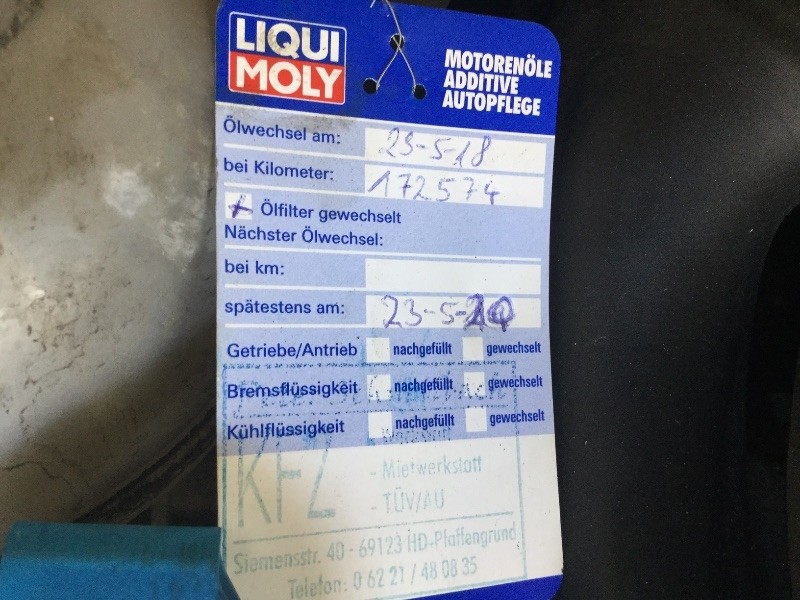 LIQUI
MOLY
MOTORENÖLE
ADDITIVE
AUTOPFLEGE
Ölwechsel am: 23-5-18
bei Kilometer: 172574
Ölfilter gewechselt
Nächster Ölwechsel:
bei km:
spätestens am: 23-5-20
Getriebe/Antrieb nachgefüllt gewechselt
Bremsflüssigkeit nachgefüllt gewechselt
Kühlflüssigkeit nachgefüllt gewechselt
KFZ
- Mietwerkstatt
- TÜV/AU
Siemensstr. 40 - 69123 HD-Pfaffengrund
Telefon: 0 62 21 / 48 08 35